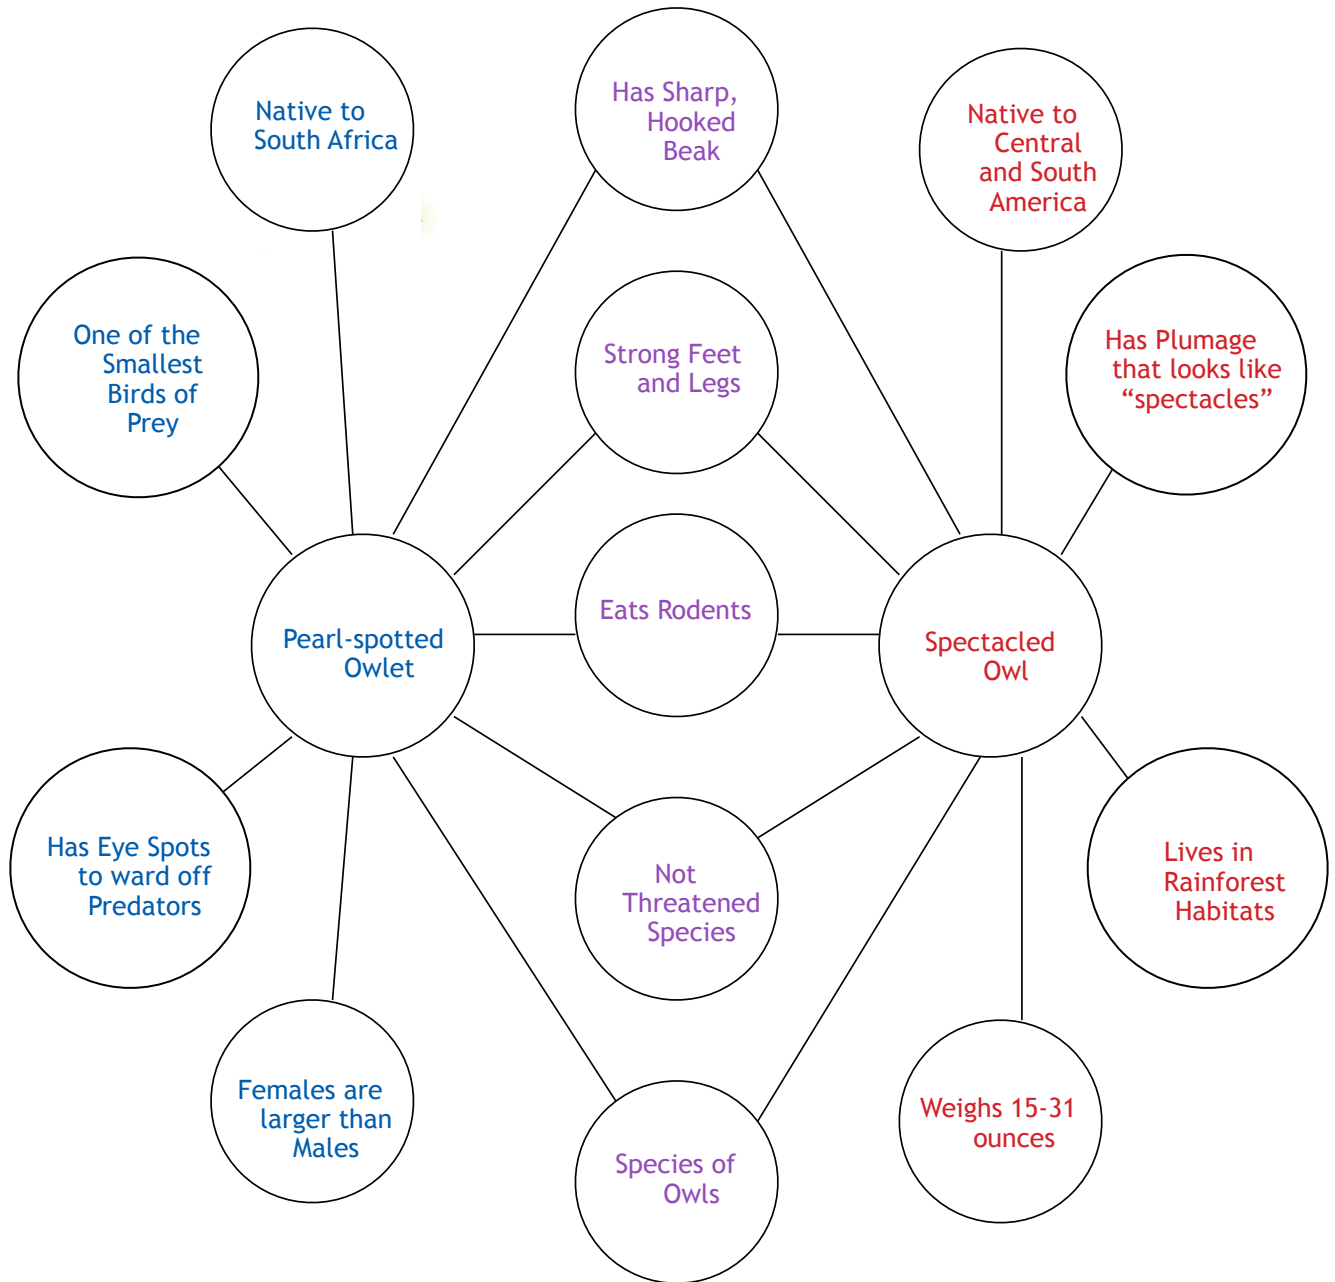 Native to
South Africa
Has Sharp,
Hooked
Beak
Native to
Central
and South
America
One of the
Smallest
Birds of
Prey
Strong Feet
and Legs
Has Plumage
that looks like
“spectacles”
Pearl-spotted
Owlet
Eats Rodents
Spectacled
Owl
Has Eye Spots
to ward off
Predators
Not
Threatened
Species
Lives in
Rainforest
Habitats
Females are
larger than
Males
Species of
Owls
Weighs 15-31
ounces